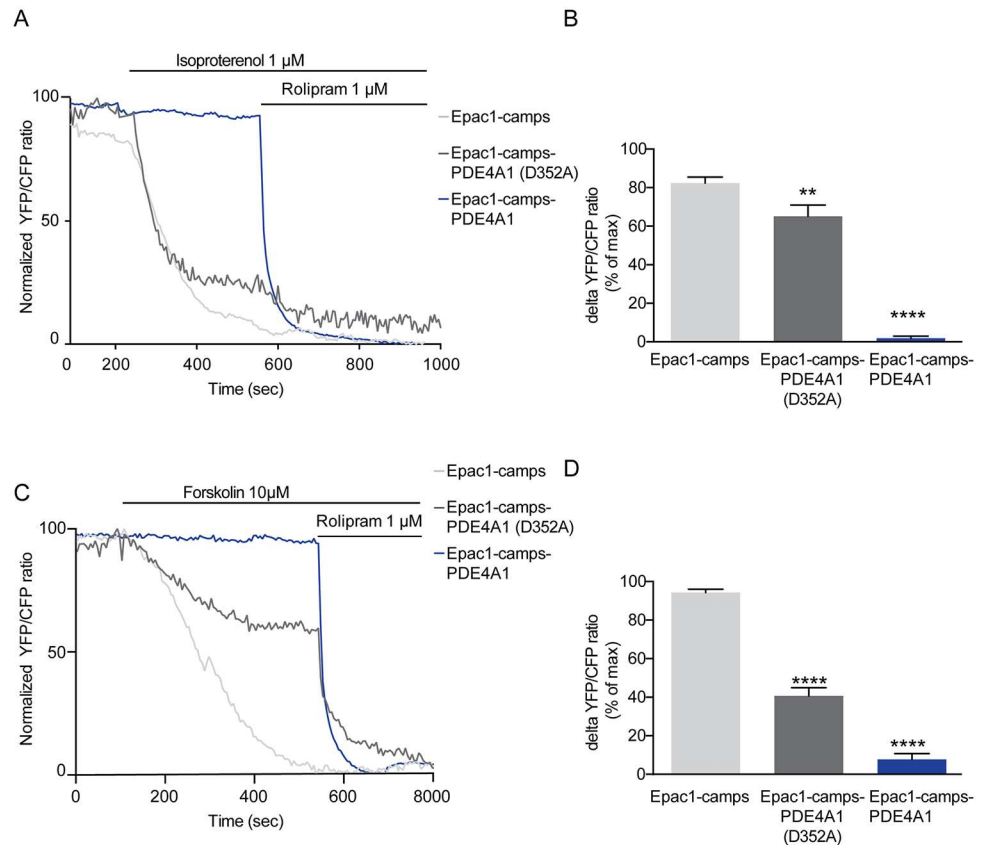 A
Isoproterenol 1 µM
Rolipram 1 µM
Normalized YFP/CFP ratio
100
50
0
0 200 400 600 800 1000
Time (sec)
Epac1-camps
Epac1-camps-
PDE4A1 (D352A)
Epac1-camps-
PDE4A1
B
delta YFP/CFP ratio
(% of max)
100
80
60
40
20
0
**
****
Epac1-camps Epac1-camps- Epac1-camps-
PDE4A1 PDE4A1
(D352A)
C
Forskolin 10µM
Rolipram 1 µM
Normalized YFP/CFP ratio
100
50
0
0 200 400 600 8000
Time (sec)
Epac1-camps
Epac1-camps-
PDE4A1 (D352A)
Epac1-camps-
PDE4A1
D
delta YFP/CFP ratio
(% of max)
100
80
60
40
20
0
****
****
Epac1-camps Epac1-camps- Epac1-camps-
PDE4A1 PDE4A1
(D352A)